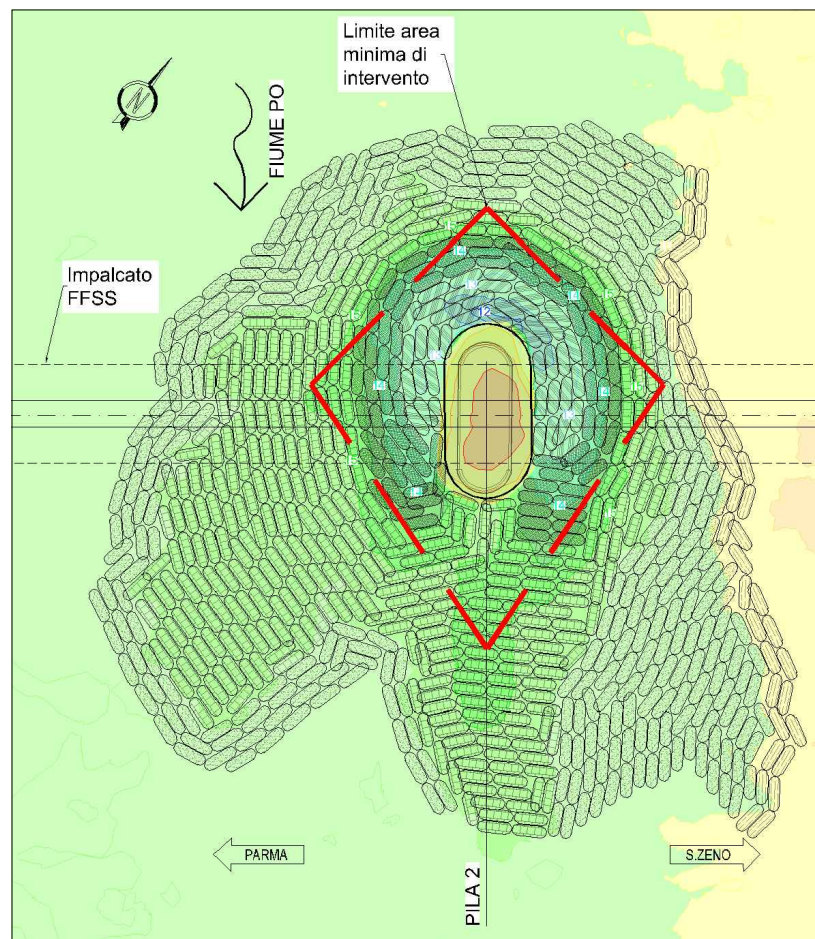 Limite area
minima di
intervento
N
FIUME PO
Impalcato
FFSS
12
PARMA
S.ZENO
PILA 2